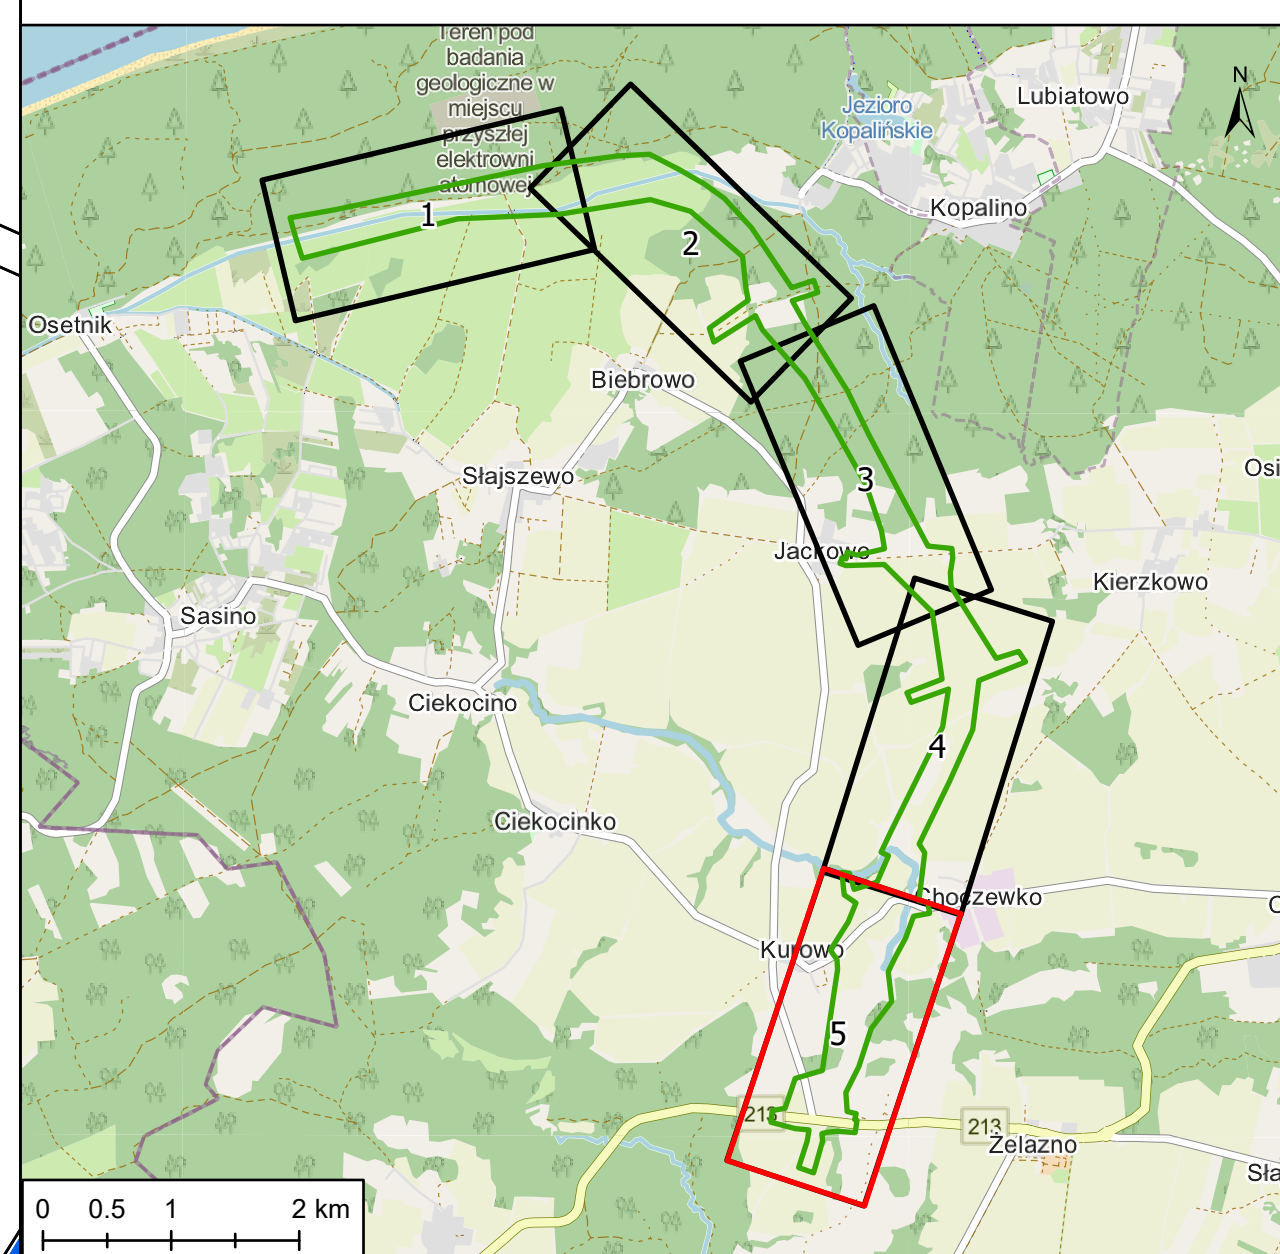 Teren pod
badania
geologiczne w
miejscu
przyszłej
elektrowni
atomowej
Jezioro
Kopalińskie
Lubiatowo
N
Kopalino
1
2
Osetnik
Biebrowo
Słajszewo
3
Osi
Jackowo
Kierzkowo
Sasino
Ciekocino
4
Ciekocinko
Choczewko
C
Kurowo
5
213
213
Żelazno
Sła
0 0.5 1 2 km